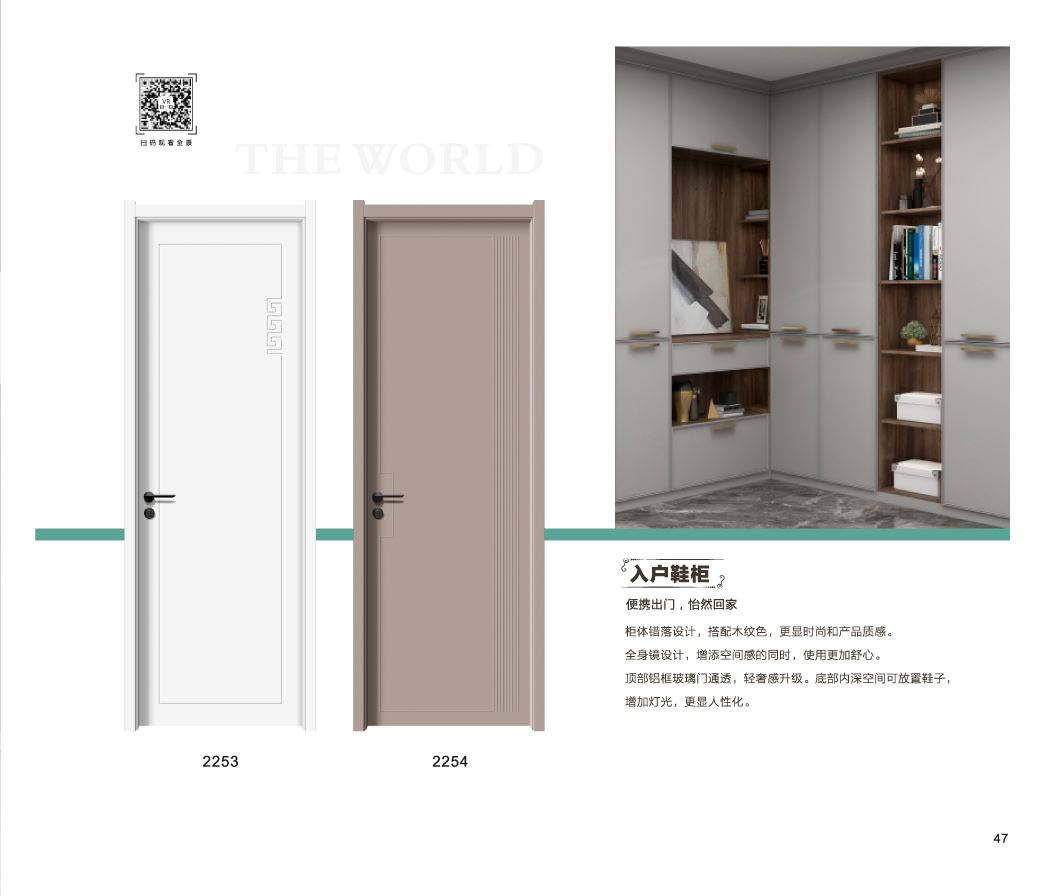 VR
扫码观看全景
THE WORLD
2253
2254
入户鞋柜
便携出门，怡然回家
柜体错落设计，搭配木纹色，更显时尚和产品质感。
全身镜设计，增添空间感的同时，使用更加舒心。
顶部铝框玻璃门通透，轻奢感升级。底部内深空间可放置鞋子，
增加灯光，更显人性化。
47